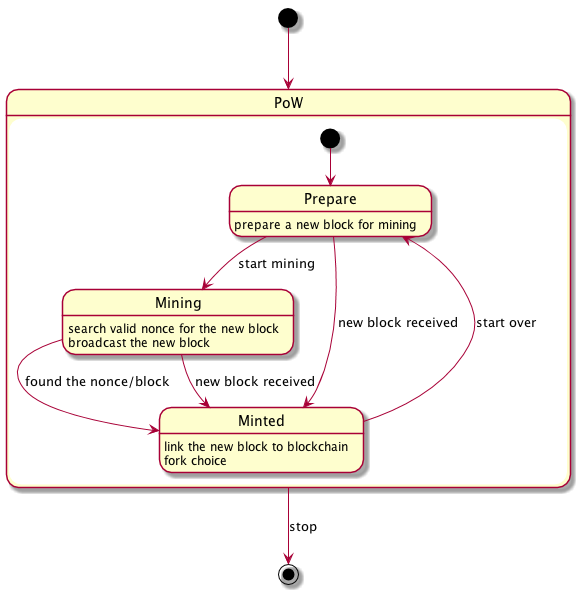 PoW
Prepare
prepare a new block for mining
start mining
Mining
search valid nonce for the new block
broadcast the new block
new block received
start over
found the nonce/block
new block received
Minted
link the new block to blockchain
fork choice
stop